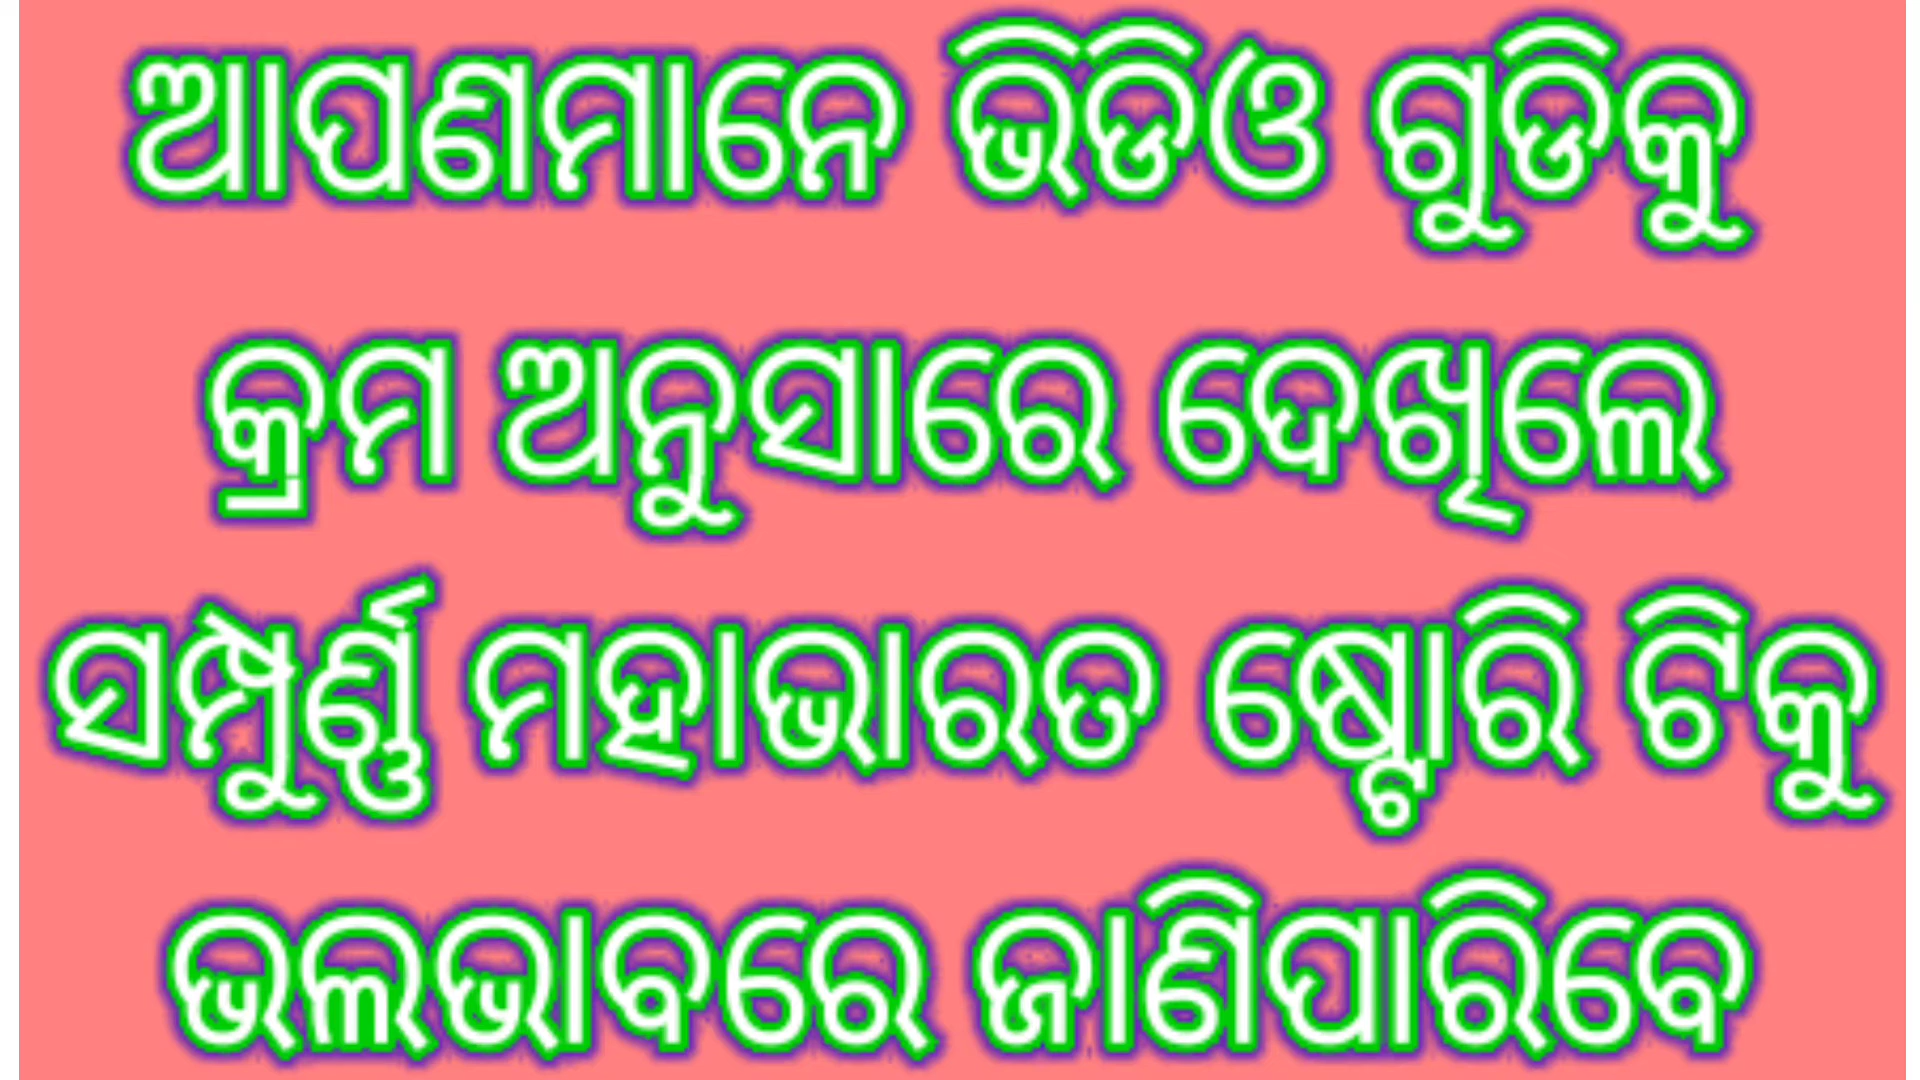 ଆପଣମାନେ ଭିଡିଓ ଗୁଡିକୁ
କ୍ରମ ଅନୁସାରେ ଦେଖିଲେ
ସମ୍ପୁର୍ଣ୍ଣ ମହାଭାରତ ଷ୍ଟୋରି ଟିକୁ
ଭଲଭାବରେ ଜାଣିପାରିବେ